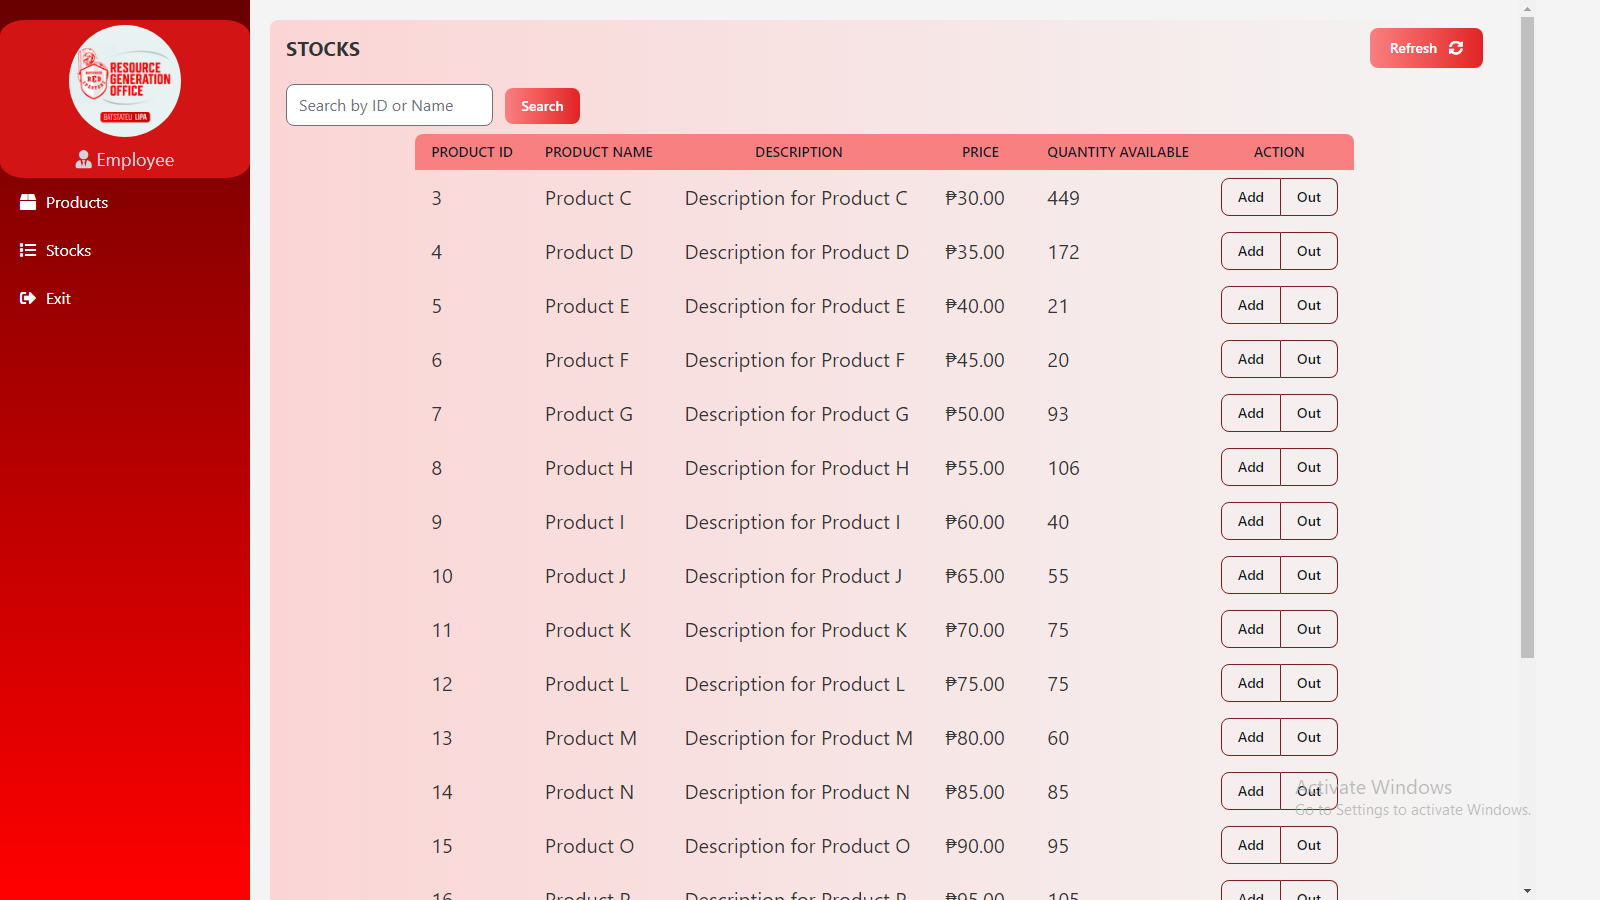 RESOURCE
GENERATION
OFFICE
BATSTATEU LIPA
Employee
Products
Stocks
Exit
STOCKS
Refresh
Search by ID or Name
Search
PRODUCT ID PRODUCT NAME DESCRIPTION PRICE QUANTITY AVAILABLE ACTION
3 Product C Description for Product C ₱30.00 449 Add Out
4 Product D Description for Product D ₱35.00 172 Add Out
5 Product E Description for Product E ₱40.00 21 Add Out
6 Product F Description for Product F ₱45.00 20 Add Out
7 Product G Description for Product G ₱50.00 93 Add Out
8 Product H Description for Product H ₱55.00 106 Add Out
9 Product I Description for Product I ₱60.00 40 Add Out
10 Product J Description for Product J ₱65.00 55 Add Out
11 Product K Description for Product K ₱70.00 75 Add Out
12 Product L Description for Product L ₱75.00 75 Add Out
13 Product M Description for Product M ₱80.00 60 Add Out
14 Product N Description for Product N ₱85.00 85 Add Out
Activate Windows
Go to Settings to activate Windows.
15 Product O Description for Product O ₱90.00 95 Add Out
16 Product P Description for Product P ₱95.00 105 Add Out